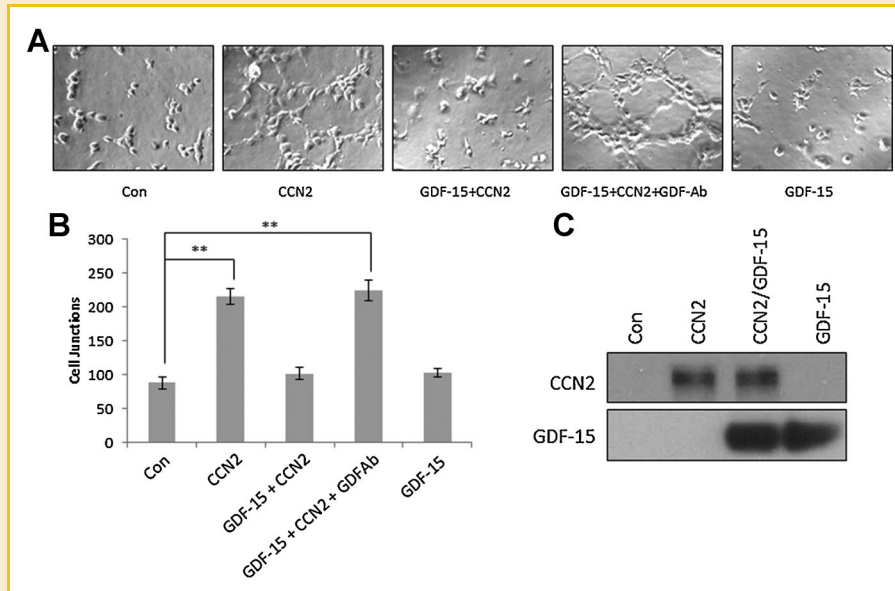 A
Con
CCN2
GDF-15+CCN2
GDF-15+CCN2+GDF-Ab
GDF-15
B
**
**
300
250
200
150
100
50
0
Cell Junctions
Con
CCN2
GDF-15 + CCN2
GDF-15 + CCN2 + GDFAb
GDF-15
C
Con
CCN2
CCN2/GDF-15
GDF-15
CCN2
GDF-15